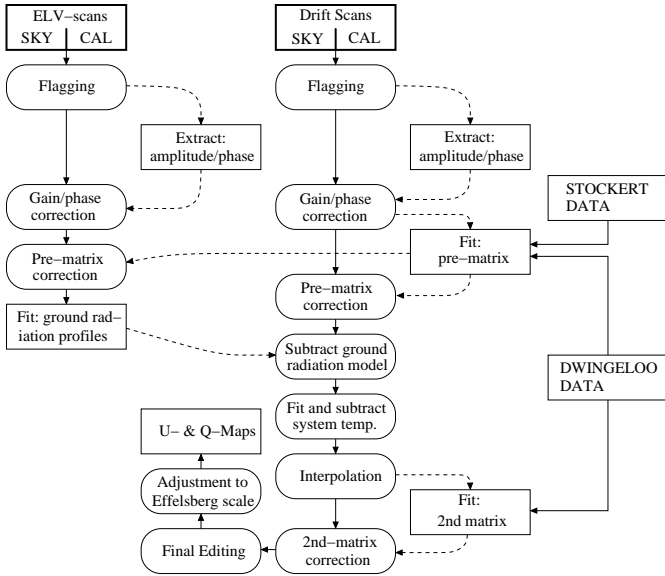 ELV−scans
SKY CAL
Drift Scans
SKY CAL
Flagging
Flagging
Extract:
amplitude/phase
Extract:
amplitude/phase
Gain/phase
correction
Gain/phase
correction
STOCKERT
DATA
Pre−matrix
correction
Fit:
pre−matrix
Pre−matrix
correction
Fit: ground rad−
iation profiles
Subtract ground
radiation model
DWINGELOO
DATA
Fit and subtract
system temp.
U− & Q−Maps
Interpolation
Adjustment to
Effelsberg scale
Fit:
2nd matrix
Final Editing
2nd−matrix
correction